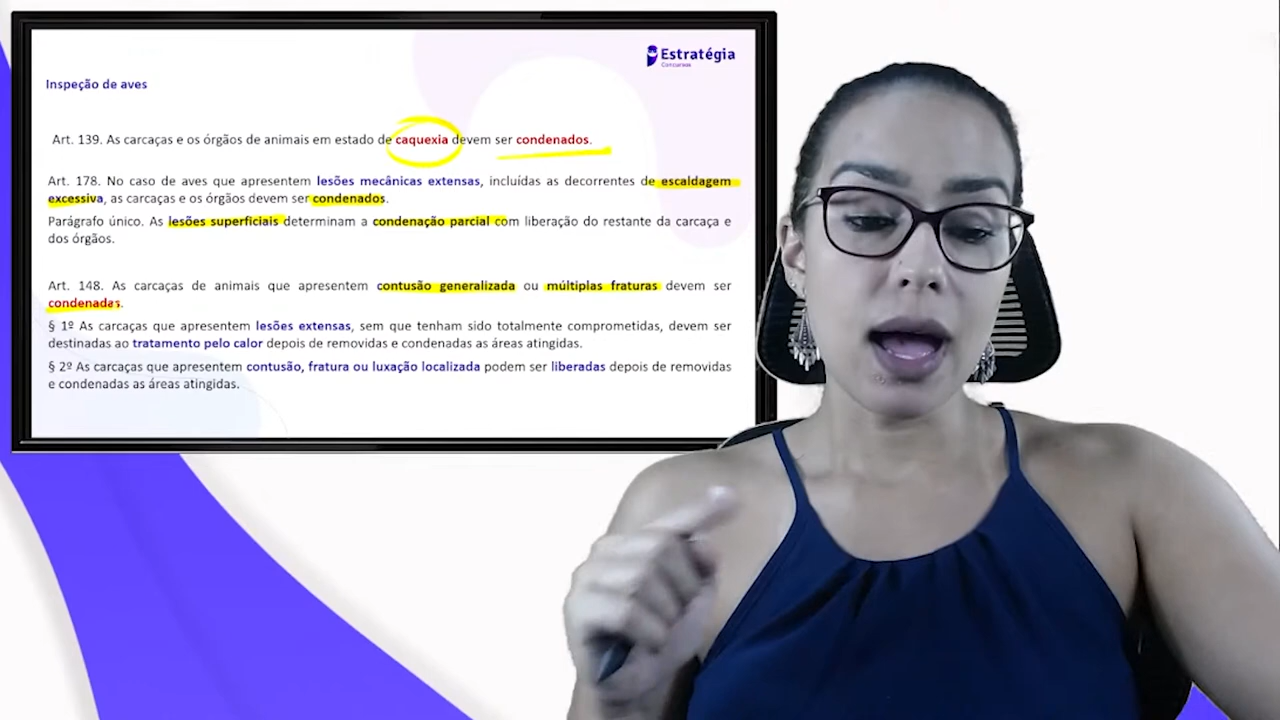 Estratégia
Concursos
Inspeção de aves
Art. 139. As carcaças e os órgãos de animais em estado de caquexia devem ser condenados.
Art. 178. No caso de aves que apresentem lesões mecânicas extensas, incluídas as decorrentes de escaldagem
excessiva, as carcaças e os órgãos devem ser condenados.
Parágrafo único. As lesões superficiais determinam a condenação parcial com liberação do restante da carcaça e
dos órgãos.
Art. 148. As carcaças de animais que apresentem contusão generalizada ou múltiplas fraturas devem ser
condenadas.
§ 1º As carcaças que apresentem lesões extensas, sem que tenham sido totalmente comprometidas, devem ser
destinadas ao tratamento pelo calor depois de removidas e condenadas as áreas atingidas.
§ 2º As carcaças que apresentem contusão, fratura ou luxação localizada podem ser liberadas depois de removidas
e condenadas as áreas atingidas.